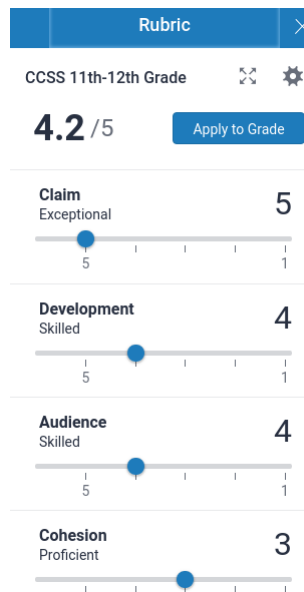 Rubric
CCSS 11th-12th Grade
4.2 /5
Apply to Grade
Claim
Exceptional
5
5 1
Development
Skilled
4
5 1
Audience
Skilled
4
5 1
Cohesion
Proficient
3